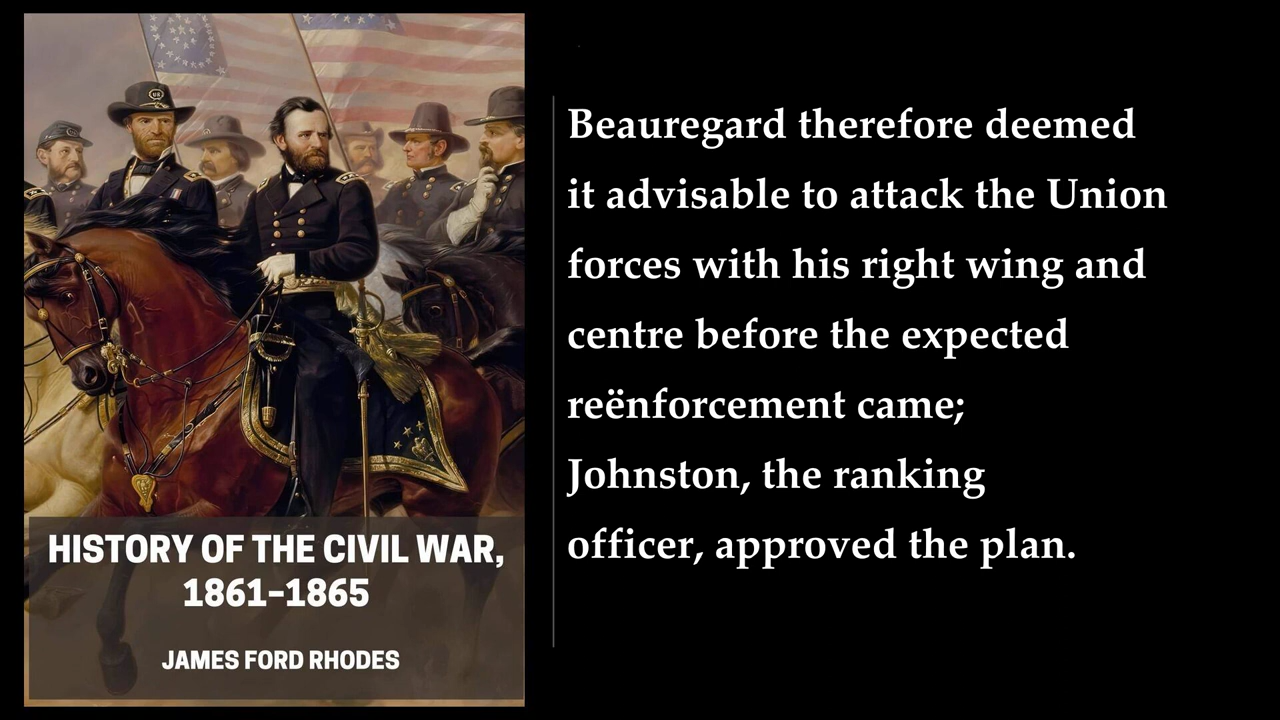 HISTORY OF THE CIVIL WAR,
1861–1865
JAMES FORD RHODES
Beauregard therefore deemed
it advisable to attack the Union
forces with his right wing and
centre before the expected
reënforcement came;
Johnston, the ranking
officer, approved the plan.